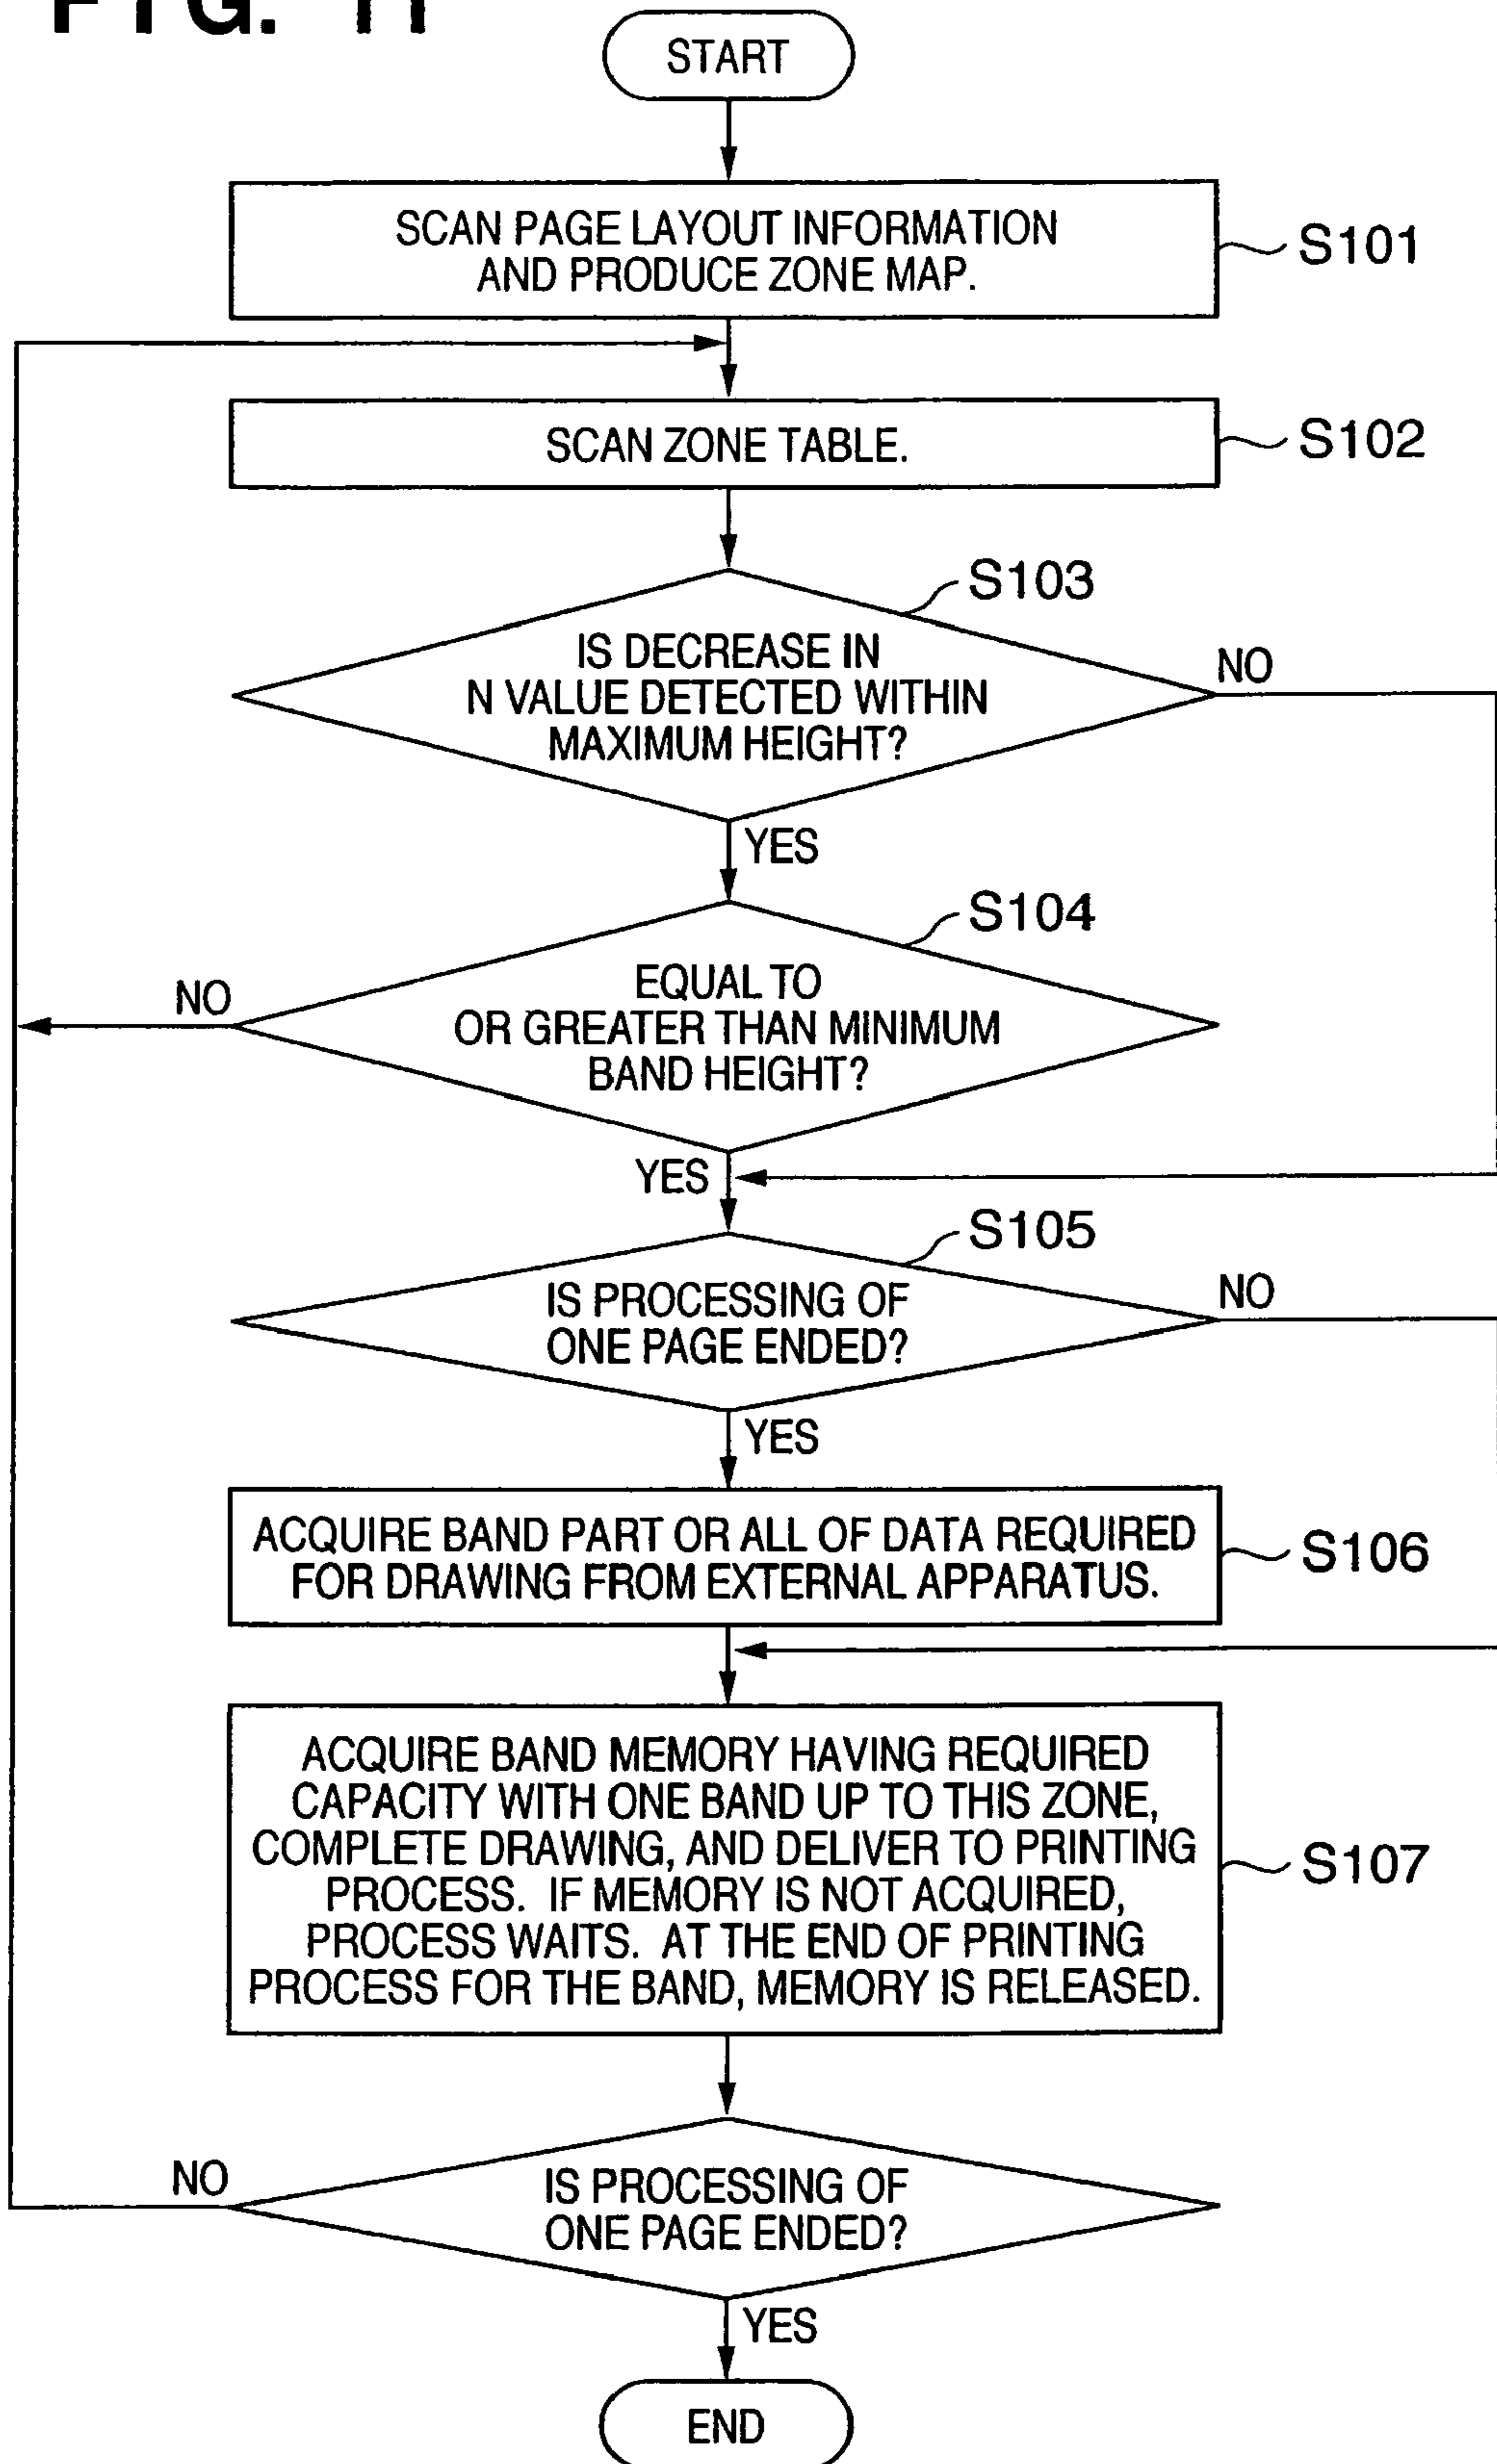 FIG. 11
START
SCAN PAGE LAYOUT INFORMATION
AND PRODUCE ZONE MAP.
S101
SCAN ZONE TABLE.
S102
S103
IS DECREASE IN
N VALUE DETECTED WITHIN
MAXIMUM HEIGHT?
NO
YES
S104
EQUAL TO
OR GREATER THAN MINIMUM
BAND HEIGHT?
NO
YES
S105
IS PROCESSING OF
ONE PAGE ENDED?
NO
YES
ACQUIRE BAND PART OR ALL OF DATA REQUIRED
FOR DRAWING FROM EXTERNAL APPARATUS.
S106
ACQUIRE BAND MEMORY HAVING REQUIRED
CAPACITY WITH ONE BAND UP TO THIS ZONE,
COMPLETE DRAWING, AND DELIVER TO PRINTING
PROCESS. IF MEMORY IS NOT ACQUIRED,
PROCESS WAITS. AT THE END OF PRINTING
PROCESS FOR THE BAND, MEMORY IS RELEASED.
S107
NO
IS PROCESSING OF
ONE PAGE ENDED?
YES
END